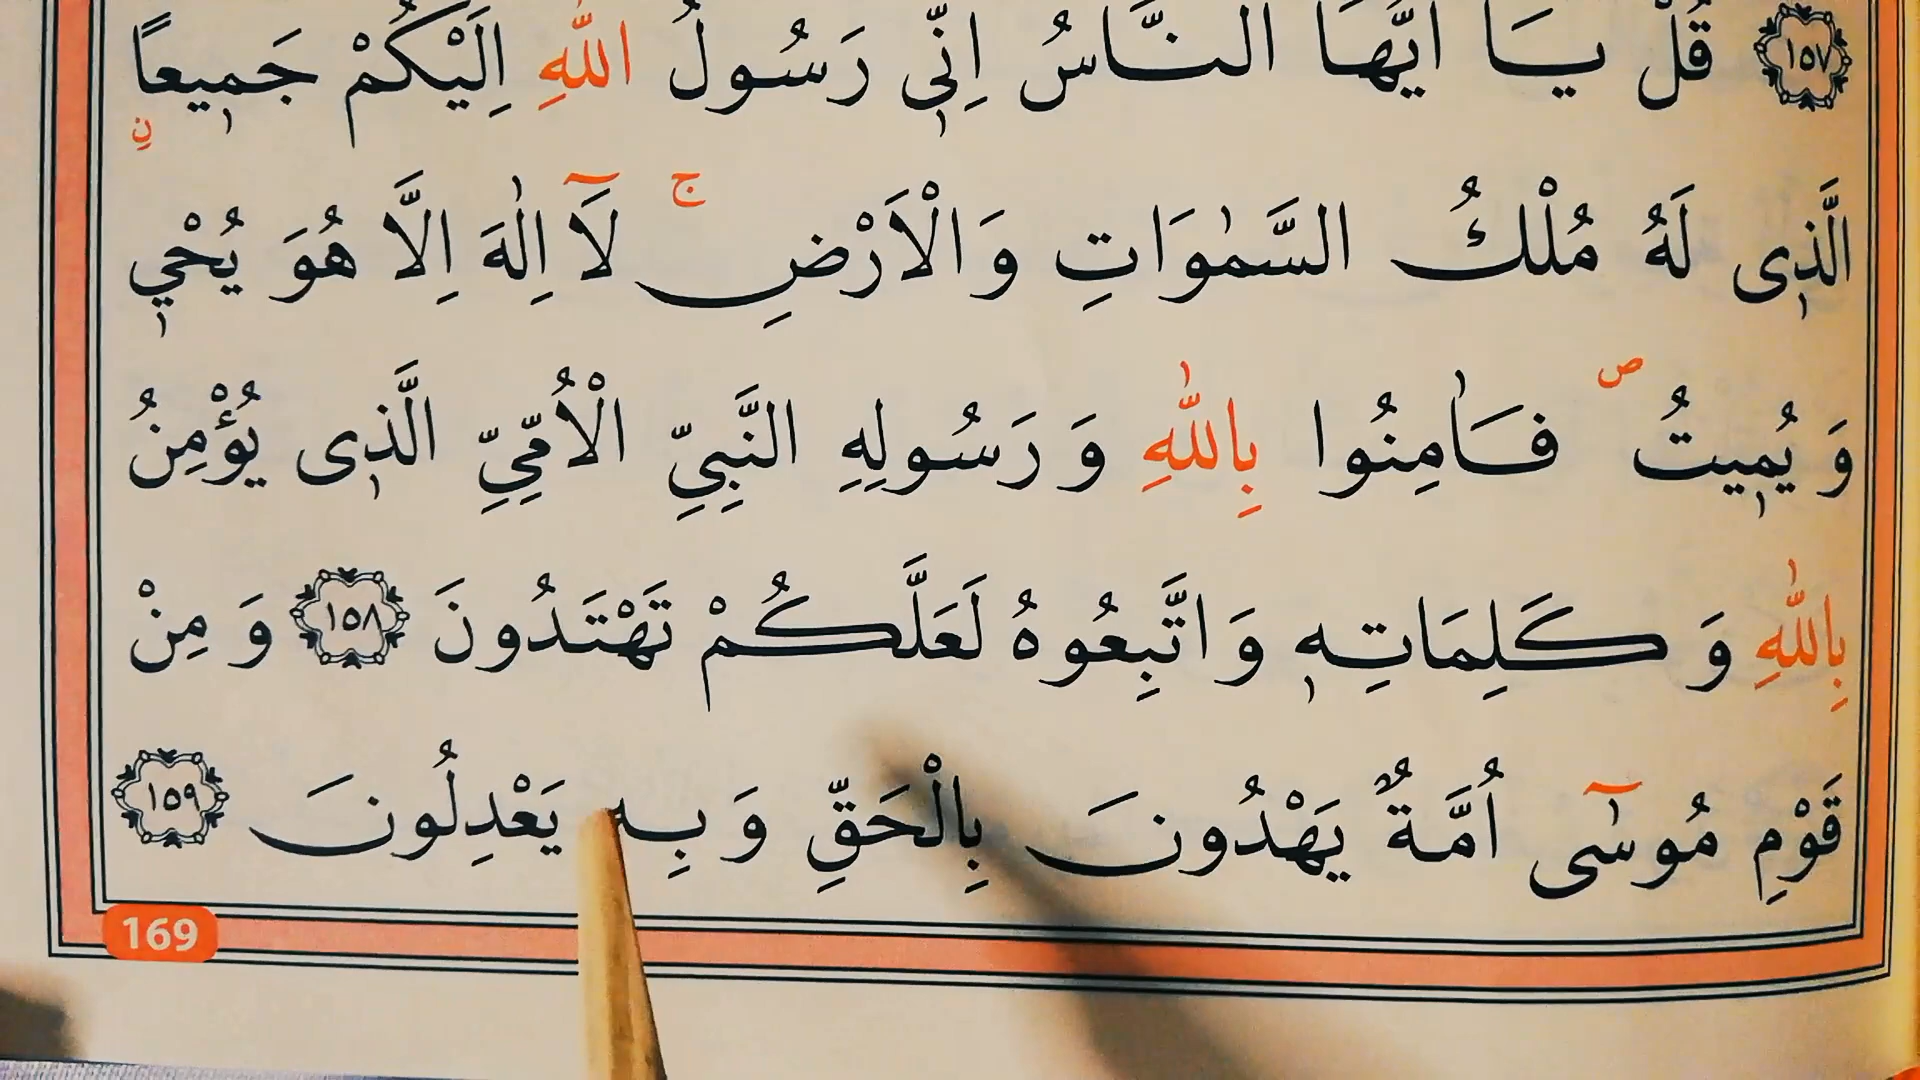 ﴿١٥٧﴾ قُلْ يَا اَيُّهَا النَّاسُ اِنّٖى رَسُولُ اللّٰهِ اِلَيْكُمْ جَمٖيعاًۨ
الَّذٖى لَهُ مُلْكُ السَّمٰوَاتِ وَالْاَرْضِۚ لَٓا اِلٰهَ اِلَّا هُوَ يُحْيٖ
وَيُمٖيتُۖ فَاٰمِنُوا بِاللّٰهِ وَرَسُولِهِ النَّبِيِّ الْاُمِّيِّ الَّذٖى يُؤْمِنُ
بِاللّٰهِ وَكَلِمَاتِهٖ وَاتَّبِعُوهُ لَعَلَّكُمْ تَهْتَدُونَ ﴿١٥٨﴾ وَمِنْ
قَوْمِ مُوسٰٓى اُمَّةٌ يَهْدُونَ بِالْحَقِّ وَبِهٖ يَعْدِلُونَ ﴿١٥٩﴾
169